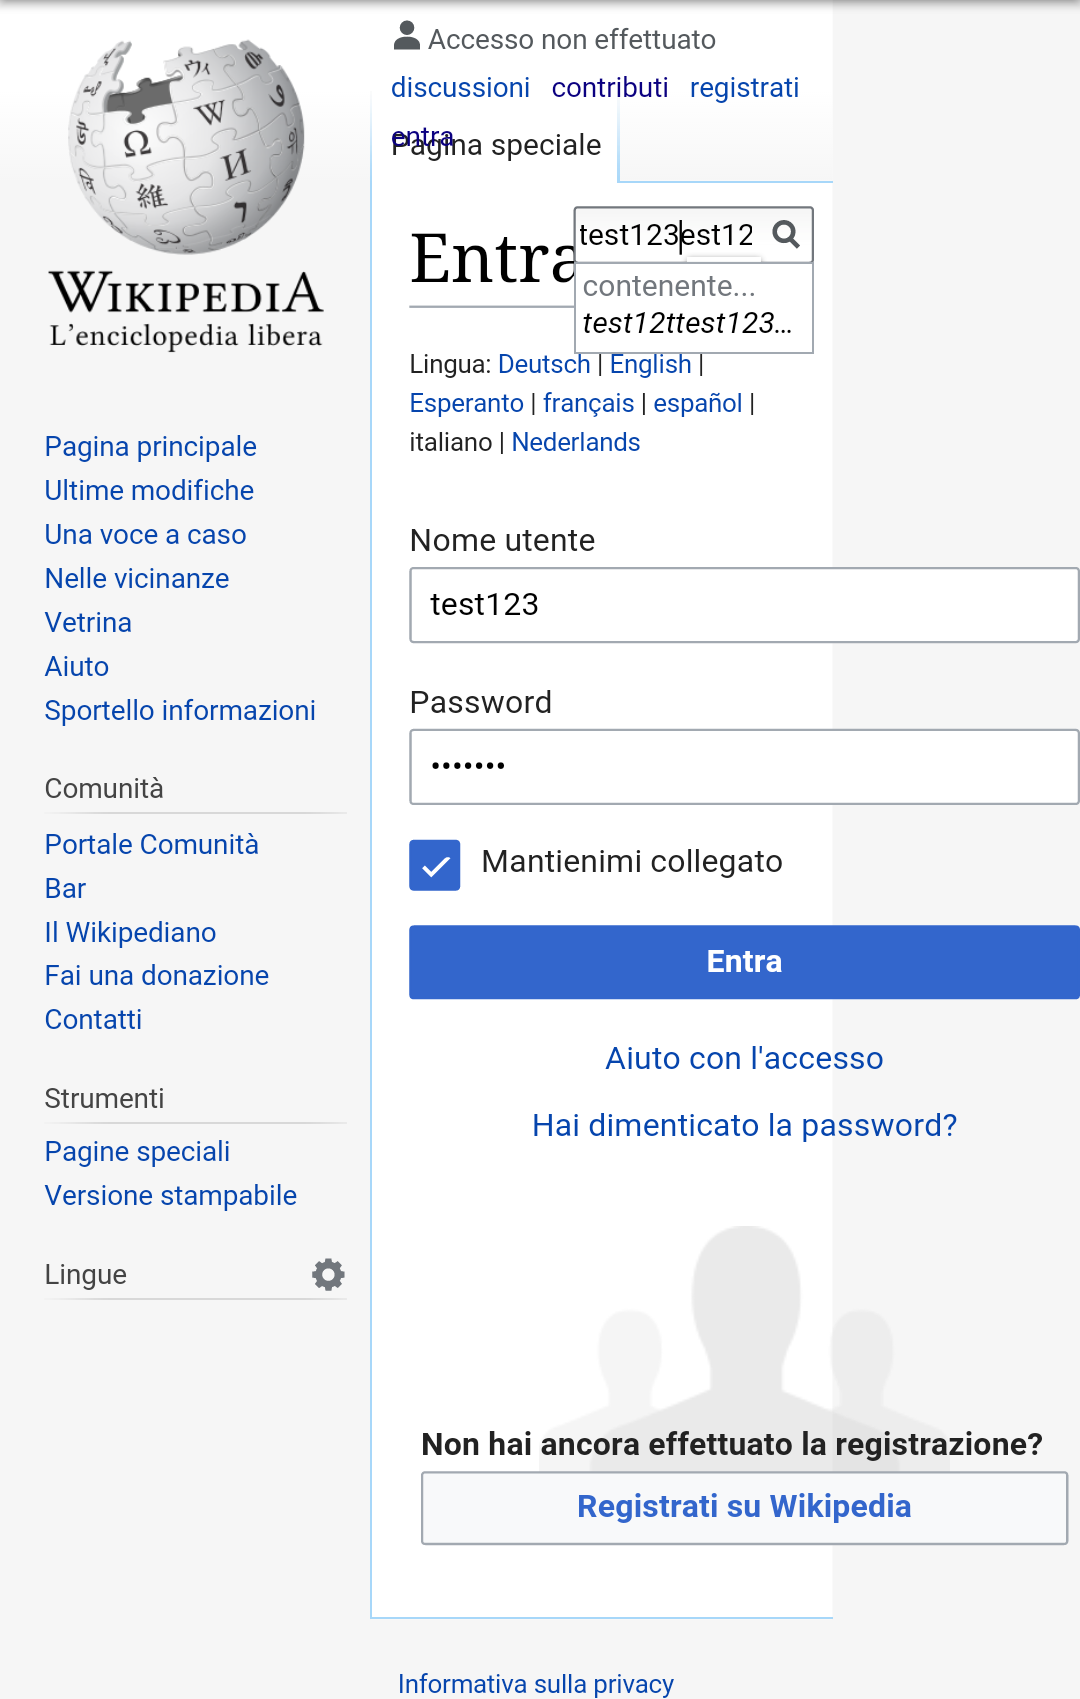 Accesso non effettuato
discussioni contributi registrati
entra
Pagina speciale
WIKIPEDIA
L'enciclopedia libera
Entra
test123est12
contenente...
test12ttest123...
Lingua: Deutsch | English |
Esperanto | français | español |
italiano | Nederlands
Pagina principale
Ultime modifiche
Una voce a caso
Nelle vicinanze
Vetrina
Aiuto
Sportello informazioni
Comunità
Portale Comunità
Bar
Il Wikipediano
Fai una donazione
Contatti
Strumenti
Pagine speciali
Versione stampabile
Lingue
Nome utente
test123
Password
•••••••
Mantienimi collegato
Entra
Aiuto con l'accesso
Hai dimenticato la password?
Non hai ancora effettuato la registrazione?
Registrati su Wikipedia
Informativa sulla privacy